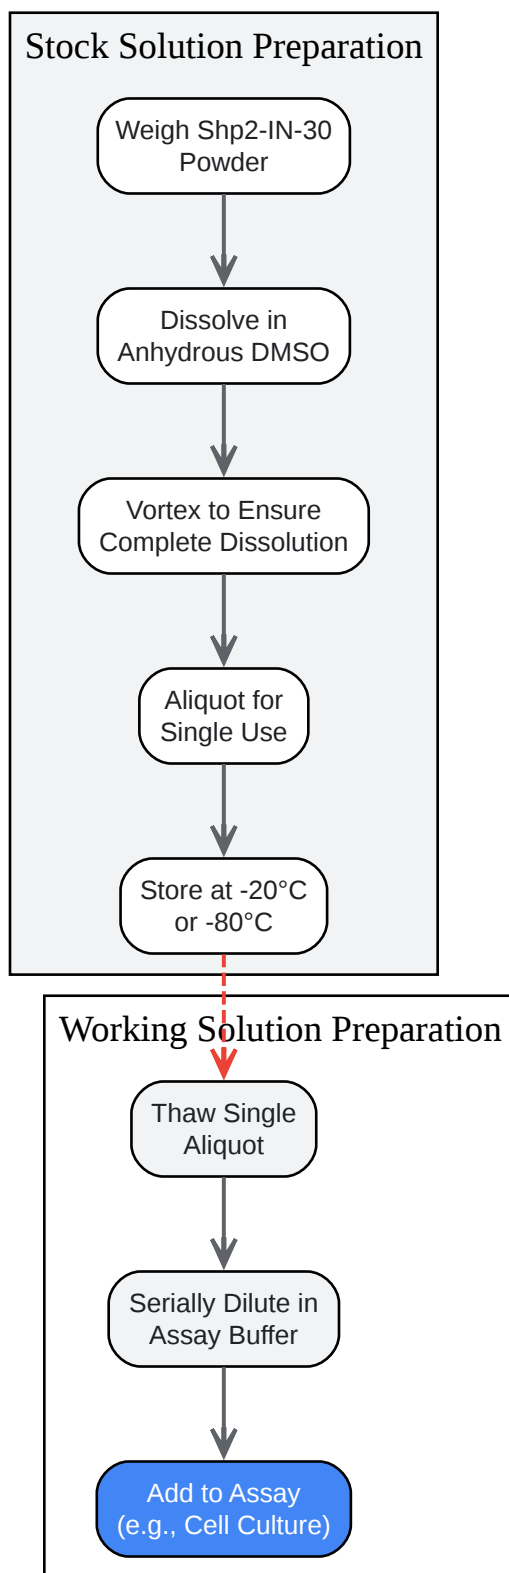 Stock Solution Preparation
Weigh Shp2-IN-30
Powder
Dissolve in
Anhydrous DMSO
Vortex to Ensure
Complete Dissolution
Aliquot for
Single Use
Store at -20°C
or -80°C
Working Solution Preparation
Thaw Single
Aliquot
Serially Dilute in
Assay Buffer
Add to Assay
(e.g., Cell Culture)